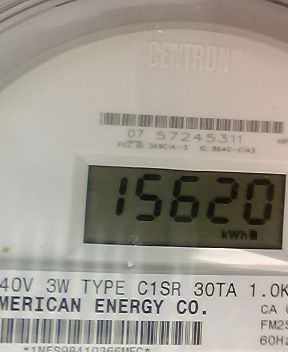 CENTRON®
07 57245311
15620
kWh
40V 3W TYPE C1SR 30TA 1.0K
MERICAN ENERGY CO.
CA
FM2S
60Hz